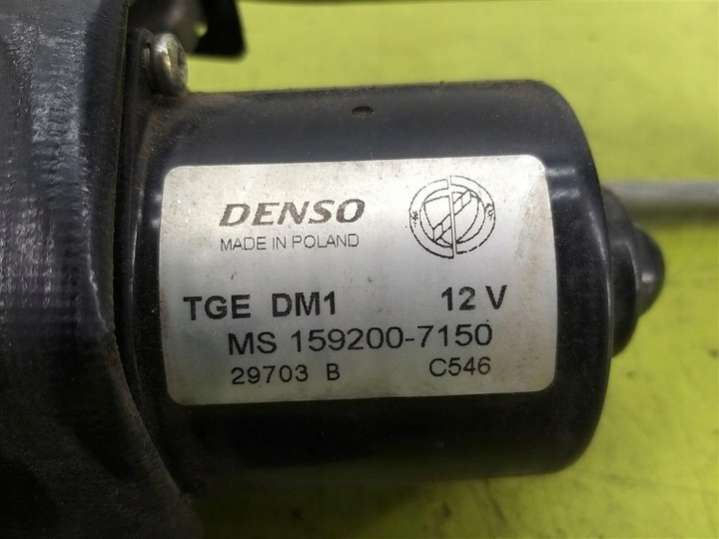 DENSO
MADE IN POLAND
TGE DM1 12 V
MS 159200-7150
29703 B C546